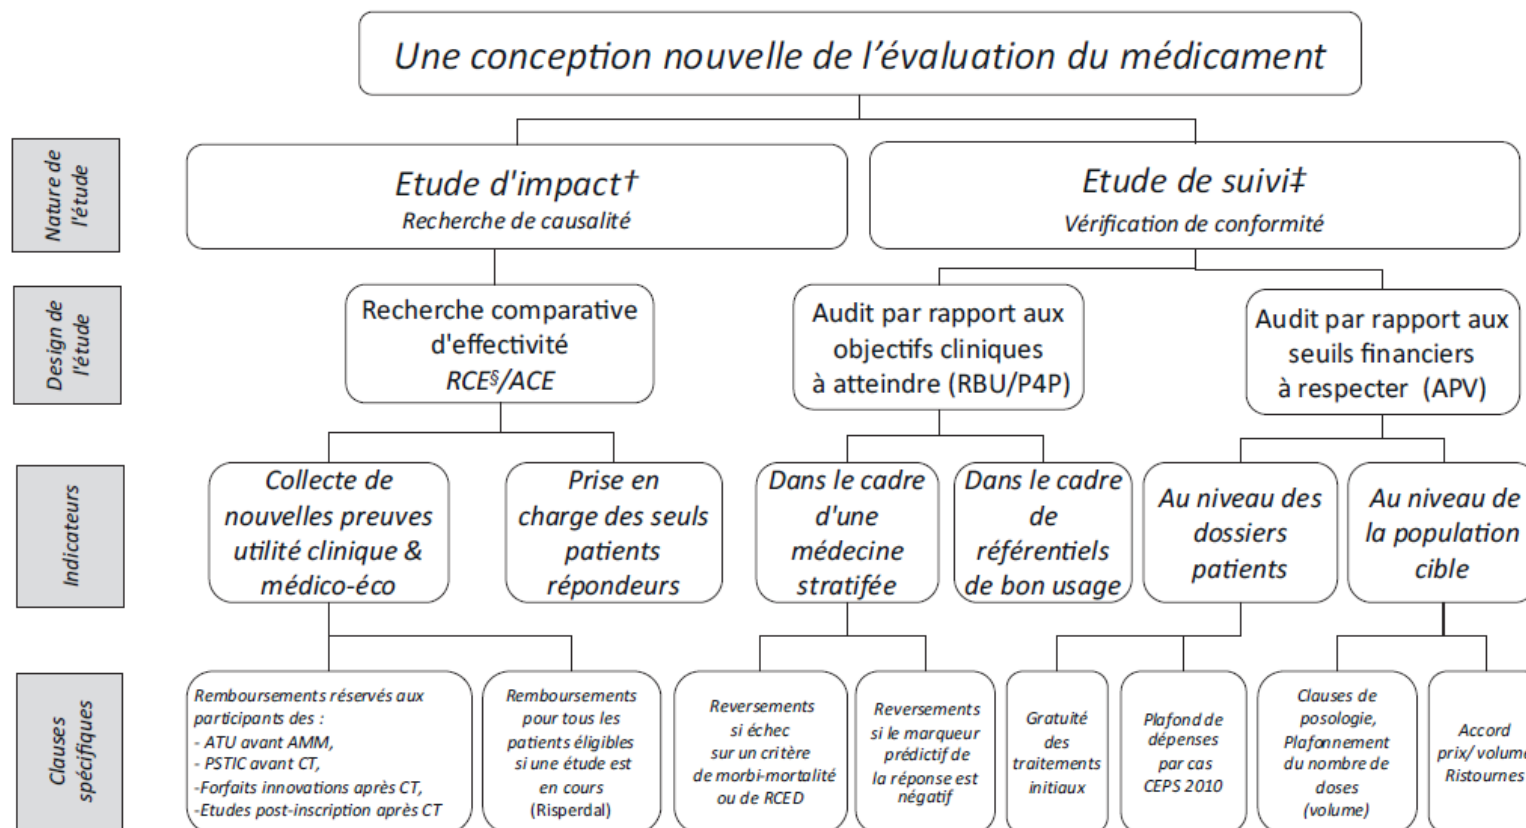 Une conception nouvelle de l'évaluation du médicament
Nature de
l'étude
Etude d'impact†
Recherche de causalité
Etude de suivi‡
Vérification de conformité
Design de
l'étude
Recherche comparative
d'effectivité
RCE§/ACE
Audit par rapport aux
objectifs cliniques
à atteindre (RBU/P4P)
Audit par rapport aux
seuils financiers
à respecter (APV)
Indicateurs
Collecte de
nouvelles preuves
utilité clinique &
médico-éco
Prise en
charge des seuls
patients
répondeurs
Dans le cadre
d'une
médecine
stratifée
Dans le cadre
de
référentiels
de bon usage
Au niveau des
dossiers
patients
Au niveau de
la population
cible
Clauses
spécifiques
Remboursements réservés aux
participants des :
- ATU avant AMM,
- PSTIC avant CT,
-Forfaits innovations après CT,
-Etudes post-inscription après CT
Remboursements
pour tous les
patients éligibles
si une étude est
en cours
(Risperdal)
Reversements
si échec
sur un critère
de morbi-mortalité
ou de RCED
Reversements
si le marqueur
prédictif de
la réponse est
négatif
Gratuité
des
traitements
initiaux
Plafond de
dépenses
par cas
CEPS 2010
Clauses de
posologie,
Plafonnement
du nombre de
doses
(volume)
Accord
prix/ volume
Ristournes